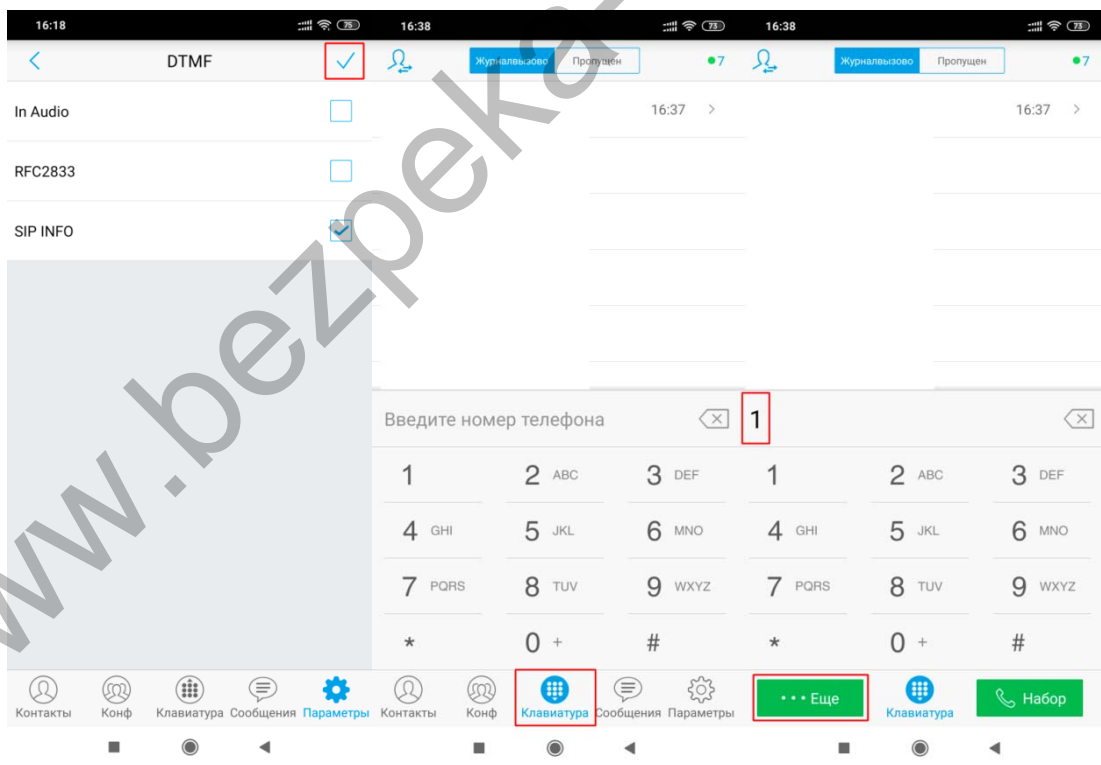 16:18 75
DTMF
In Audio
RFC2833
SIP INFO
Контакты Конф Клавиатура Сообщения Параметры
16:38 73
Журналвызово Пропущен 7
16:37
Введите номер телефона
1 2 ABC 3 DEF
4 GHI 5 JKL 6 MNO
7 PQRS 8 TUV 9 WXYZ
* 0 + #
Контакты Конф Клавиатура Сообщения Параметры
16:38 73
Журналвызово Пропущен 7
16:37
1
1 2 ABC 3 DEF
4 GHI 5 JKL 6 MNO
7 PQRS 8 TUV 9 WXYZ
* 0 + #
••• Еще Клавиатура Набор
www.bezpeka